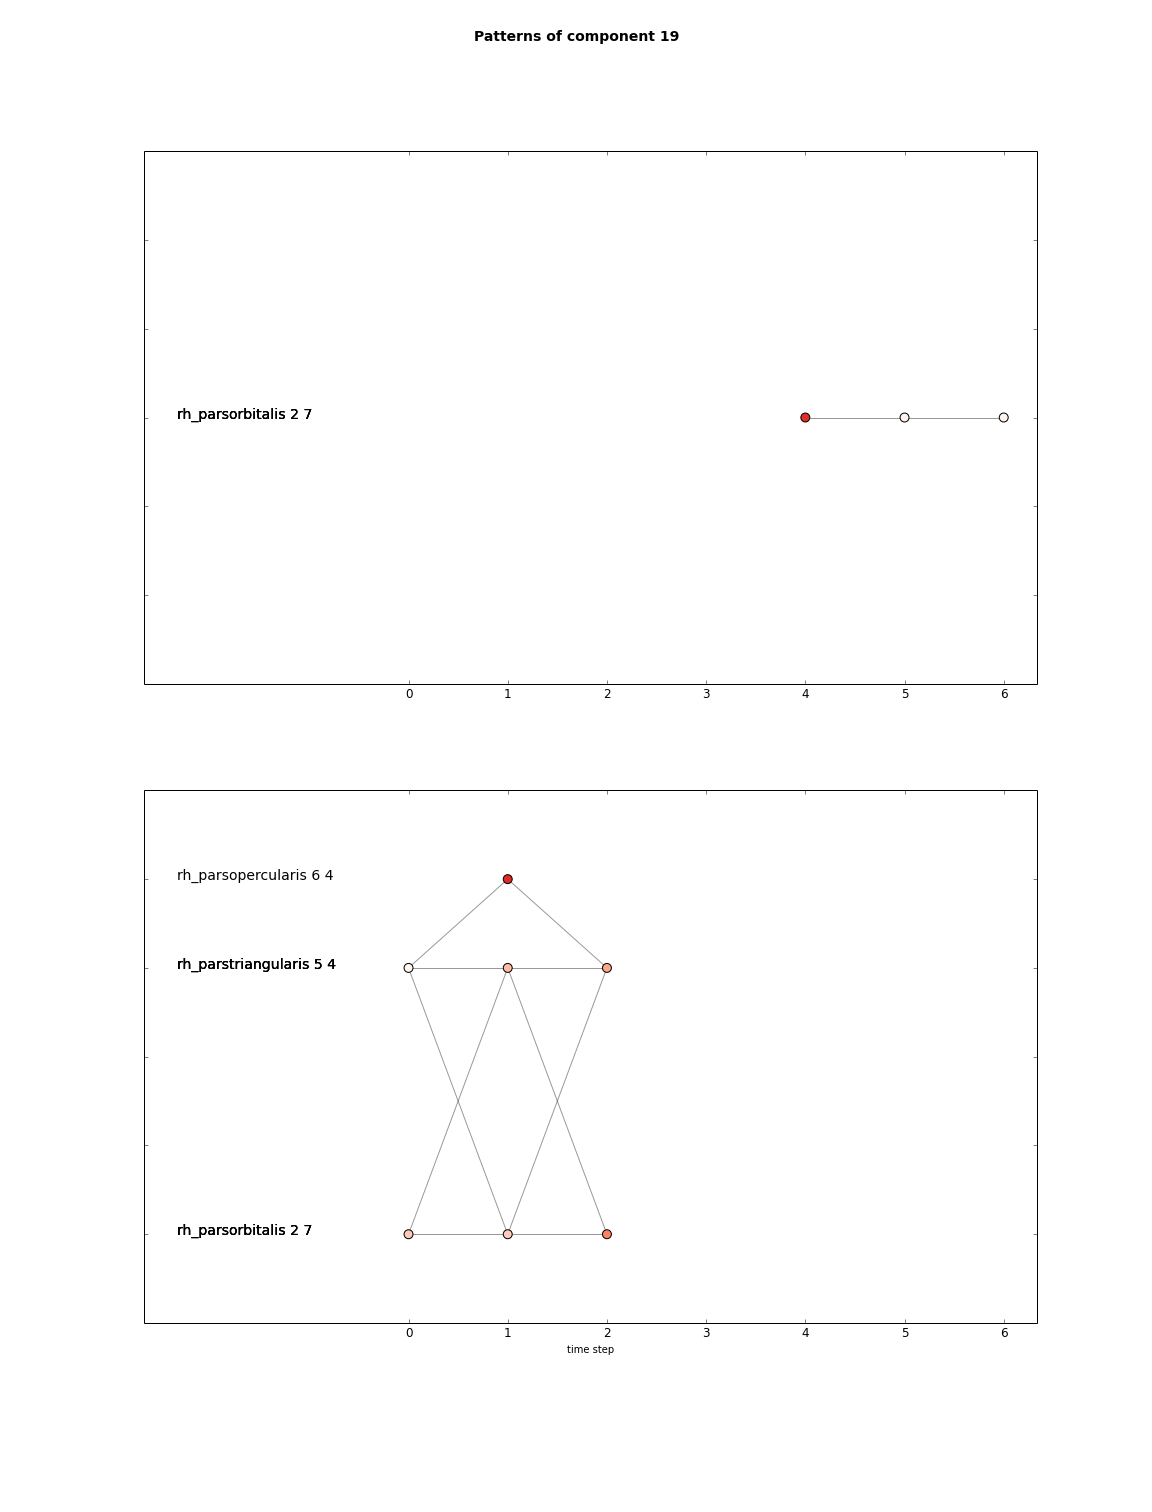 Patterns of component 19
rh_parsorbitalis 2 7
0 1 2 3 4 5 6
rh_parsopercularis 6 4
rh_parstriangularis 5 4
rh_parsorbitalis 2 7
0 1 2 3 4 5 6
time step